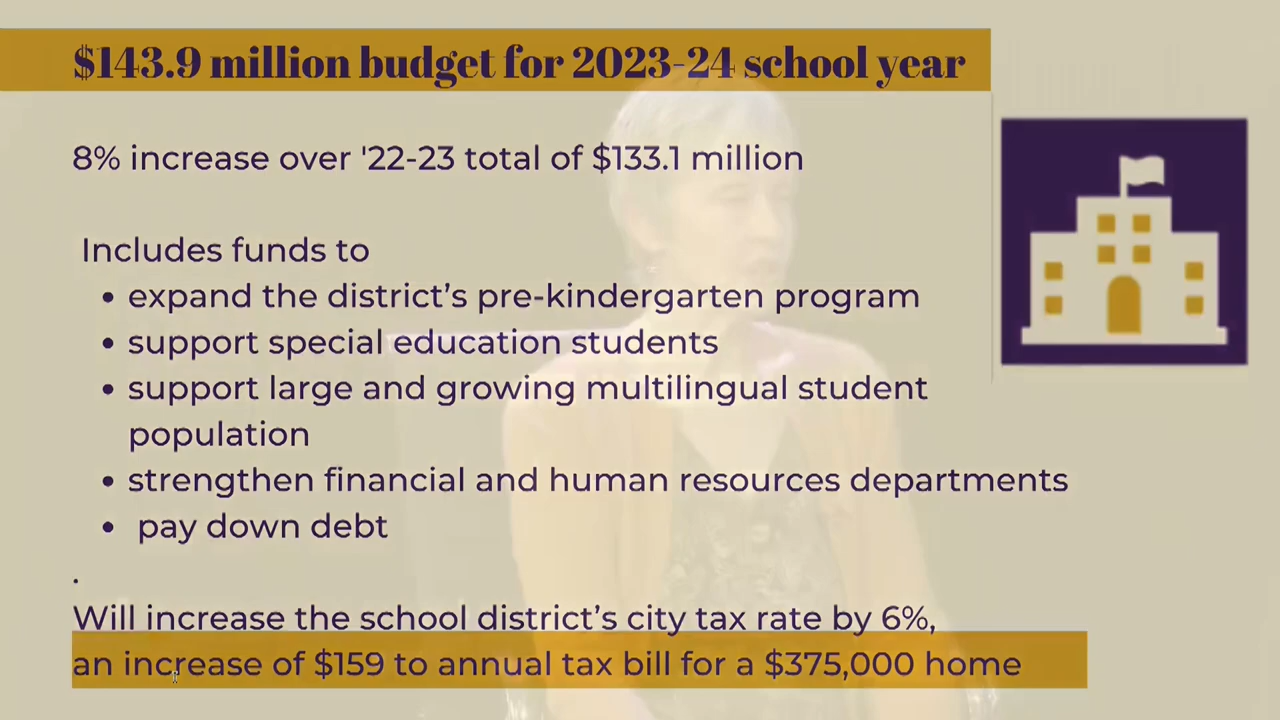 $143.9 million budget for 2023-24 school year
8% increase over '22-23 total of $133.1 million
Includes funds to
• expand the district’s pre-kindergarten program
• support special education students
• support large and growing multilingual student
population
• strengthen financial and human resources departments
• pay down debt
.
Will increase the school district’s city tax rate by 6%,
an increase of $159 to annual tax bill for a $375,000 home